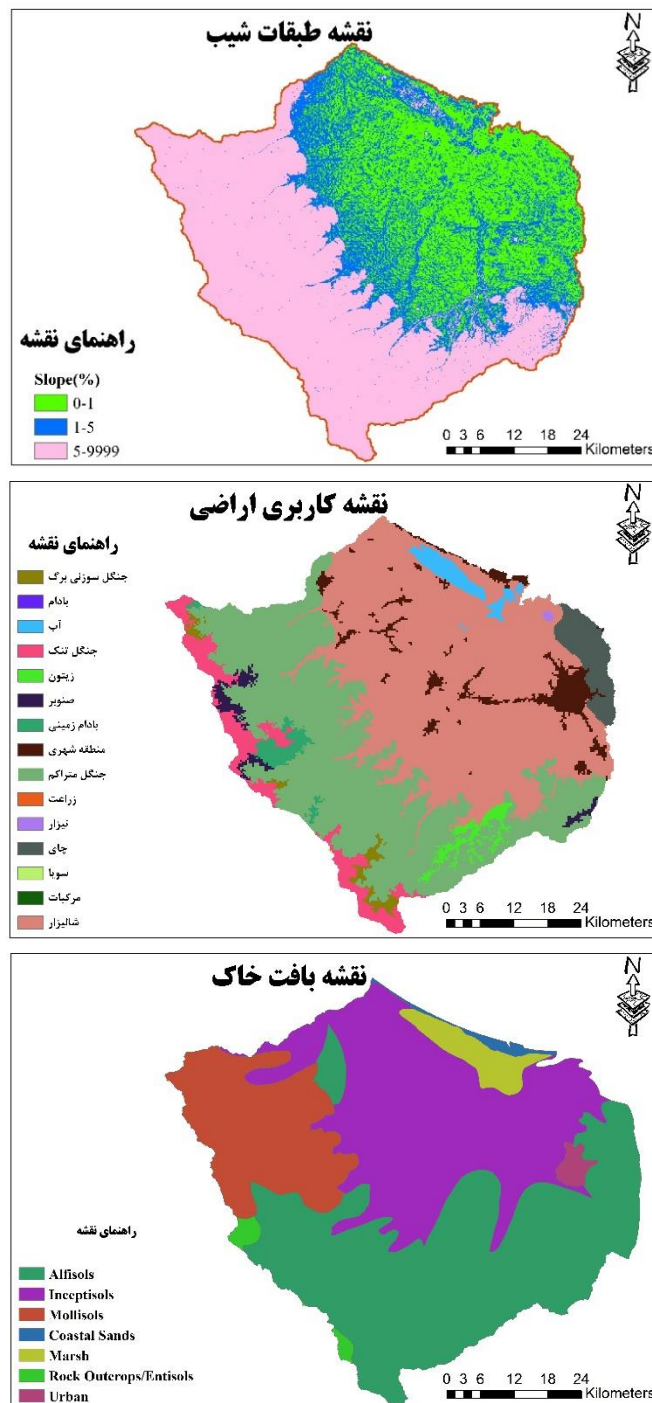 نقشه طبقات شیب
N
راهنمای نقشه
Slope(%)
0-1
1-5
5-9999
0 3 6 12 18 24
Kilometers
نقشه کاربری اراضی
N
راهنمای نقشه
جنگل سوزنی برگ
بادام
آب
جنگل تنک
زیتون
صنوبر
بادام زمینی
منطقه شهری
جنگل متراکم
زراعت
نیزار
چای
سویا
مرکبات
شالیزار
0 3 6 12 18 24
Kilometers
نقشه بافت خاک
N
راهنمای نقشه
Alfisols
Inceptisols
Mollisols
Coastal Sands
Marsh
Rock Outcrops/Entisols
Urban
0 3 6 12 18 24
Kilometers